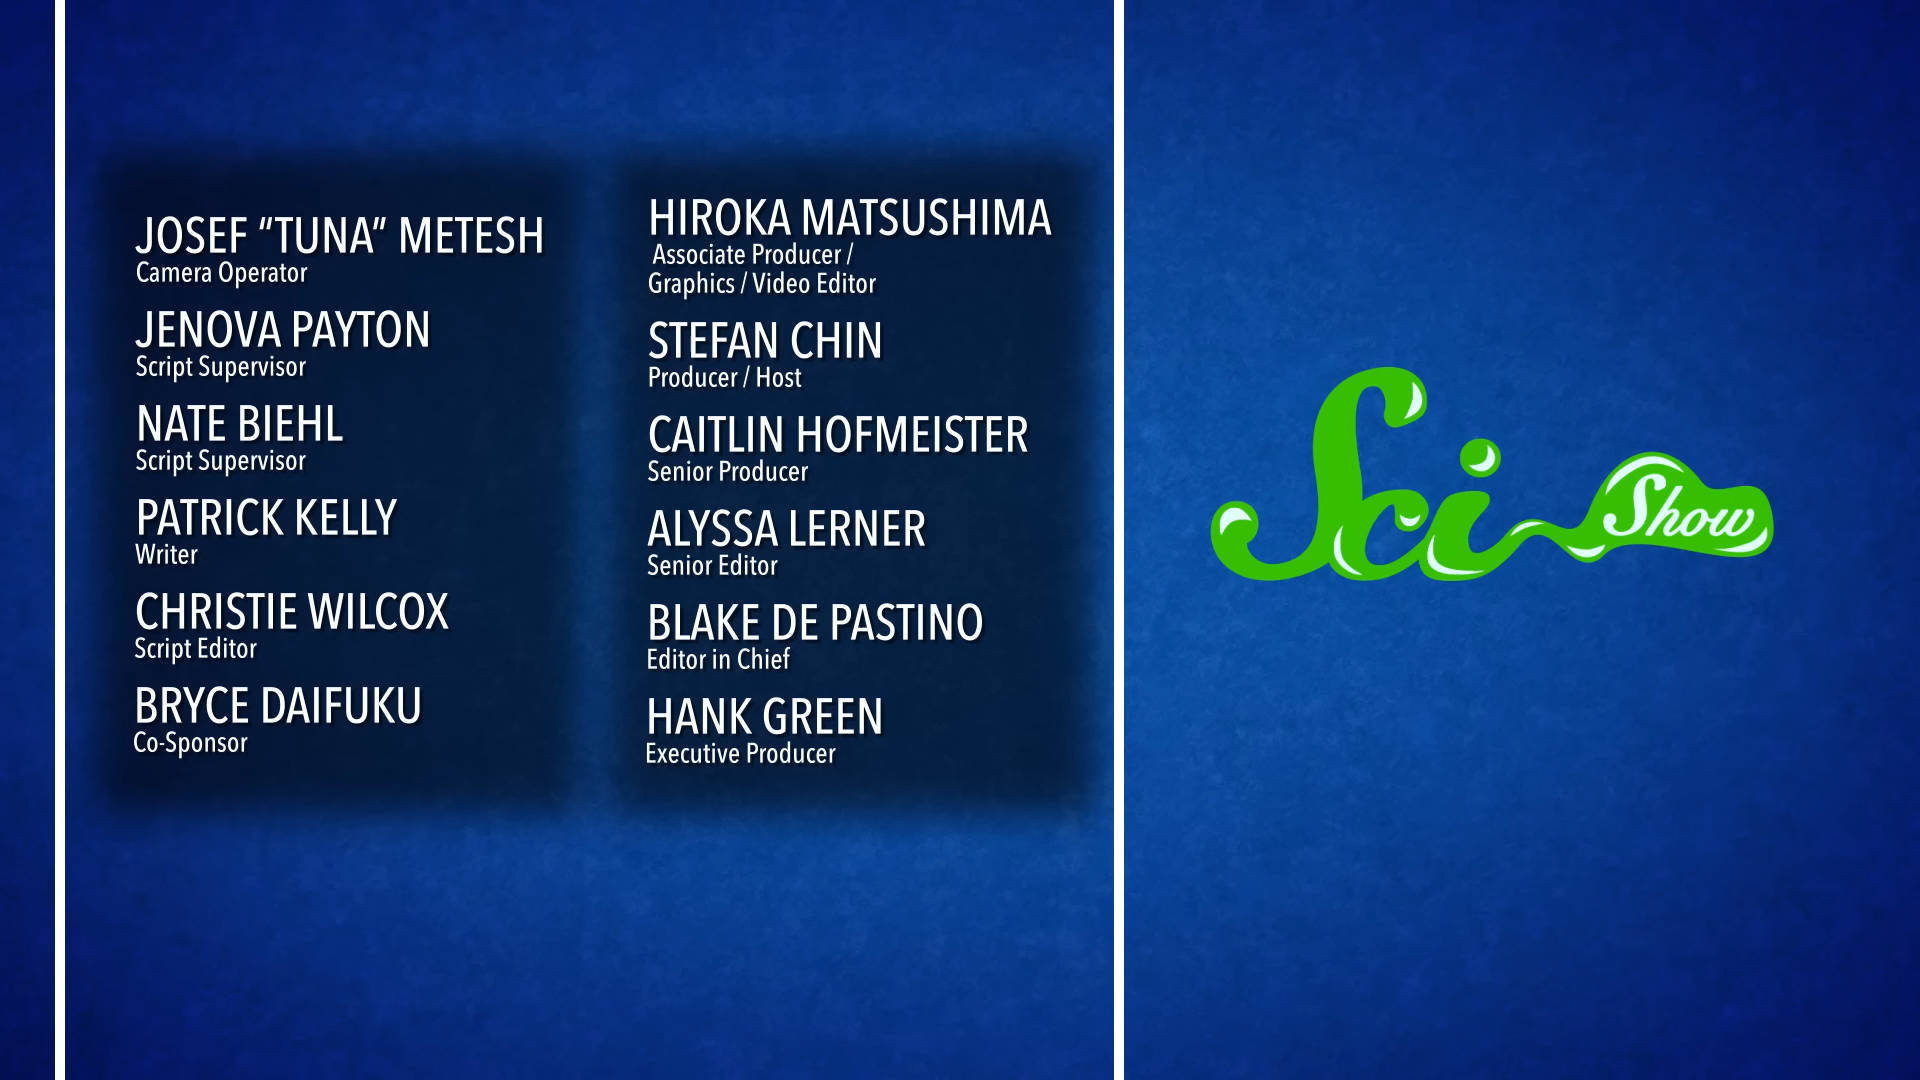 JOSEF “TUNA” METESH
Camera Operator
JENOVA PAYTON
Script Supervisor
NATE BIEHL
Script Supervisor
PATRICK KELLY
Writer
CHRISTIE WILCOX
Script Editor
BRYCE DAIFUKU
Co-Sponsor
HIROKA MATSUSHIMA
Associate Producer /
Graphics / Video Editor
STEFAN CHIN
Producer / Host
CAITLIN HOFMEISTER
Senior Producer
ALYSSA LERNER
Senior Editor
BLAKE DE PASTINO
Editor in Chief
HANK GREEN
Executive Producer
Sci Show